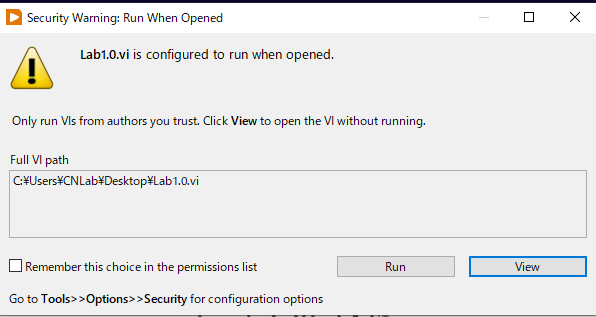 Security Warning: Run When Opened
Lab1.0.vi is configured to run when opened.
Only run VIs from authors you trust. Click View to open the VI without running.
Full VI path
C:¥Users¥CNLab¥Desktop¥Lab1.0.vi
Remember this choice in the permissions list
Run
View
Go to Tools>>Options>>Security for configuration options